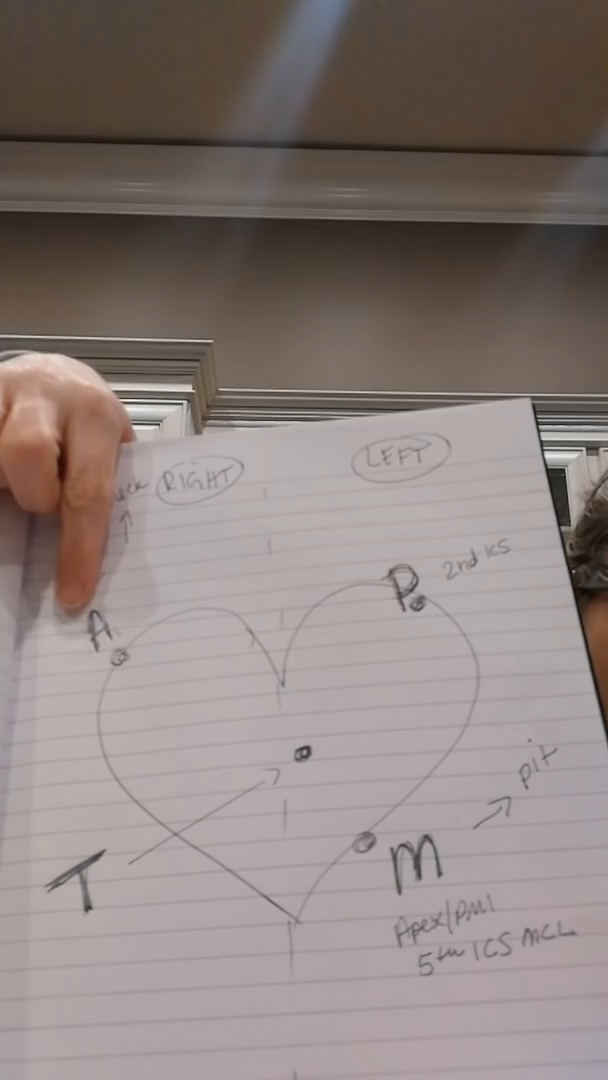 RIGHT
LEFT
A
P 2nd ICS
T
M → pit
Apex/PMI
5th ICS MCL